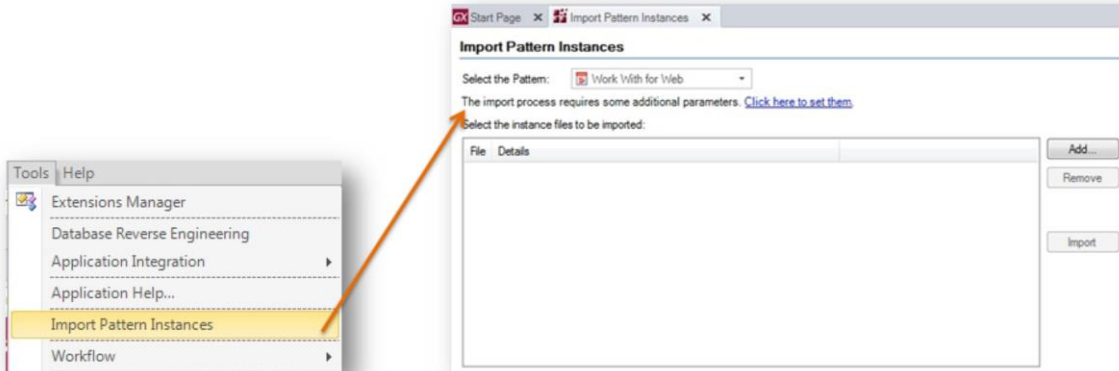 GX Start Page X Import Pattern Instances X
Import Pattern Instances
Select the Pattern: Work With for Web
The import process requires some additional parameters. Click here to set them.
Select the instance files to be imported:
File Details
Add...
Remove
Import
Tools Help
Extensions Manager
Database Reverse Engineering
Application Integration
Application Help...
Import Pattern Instances
Workflow